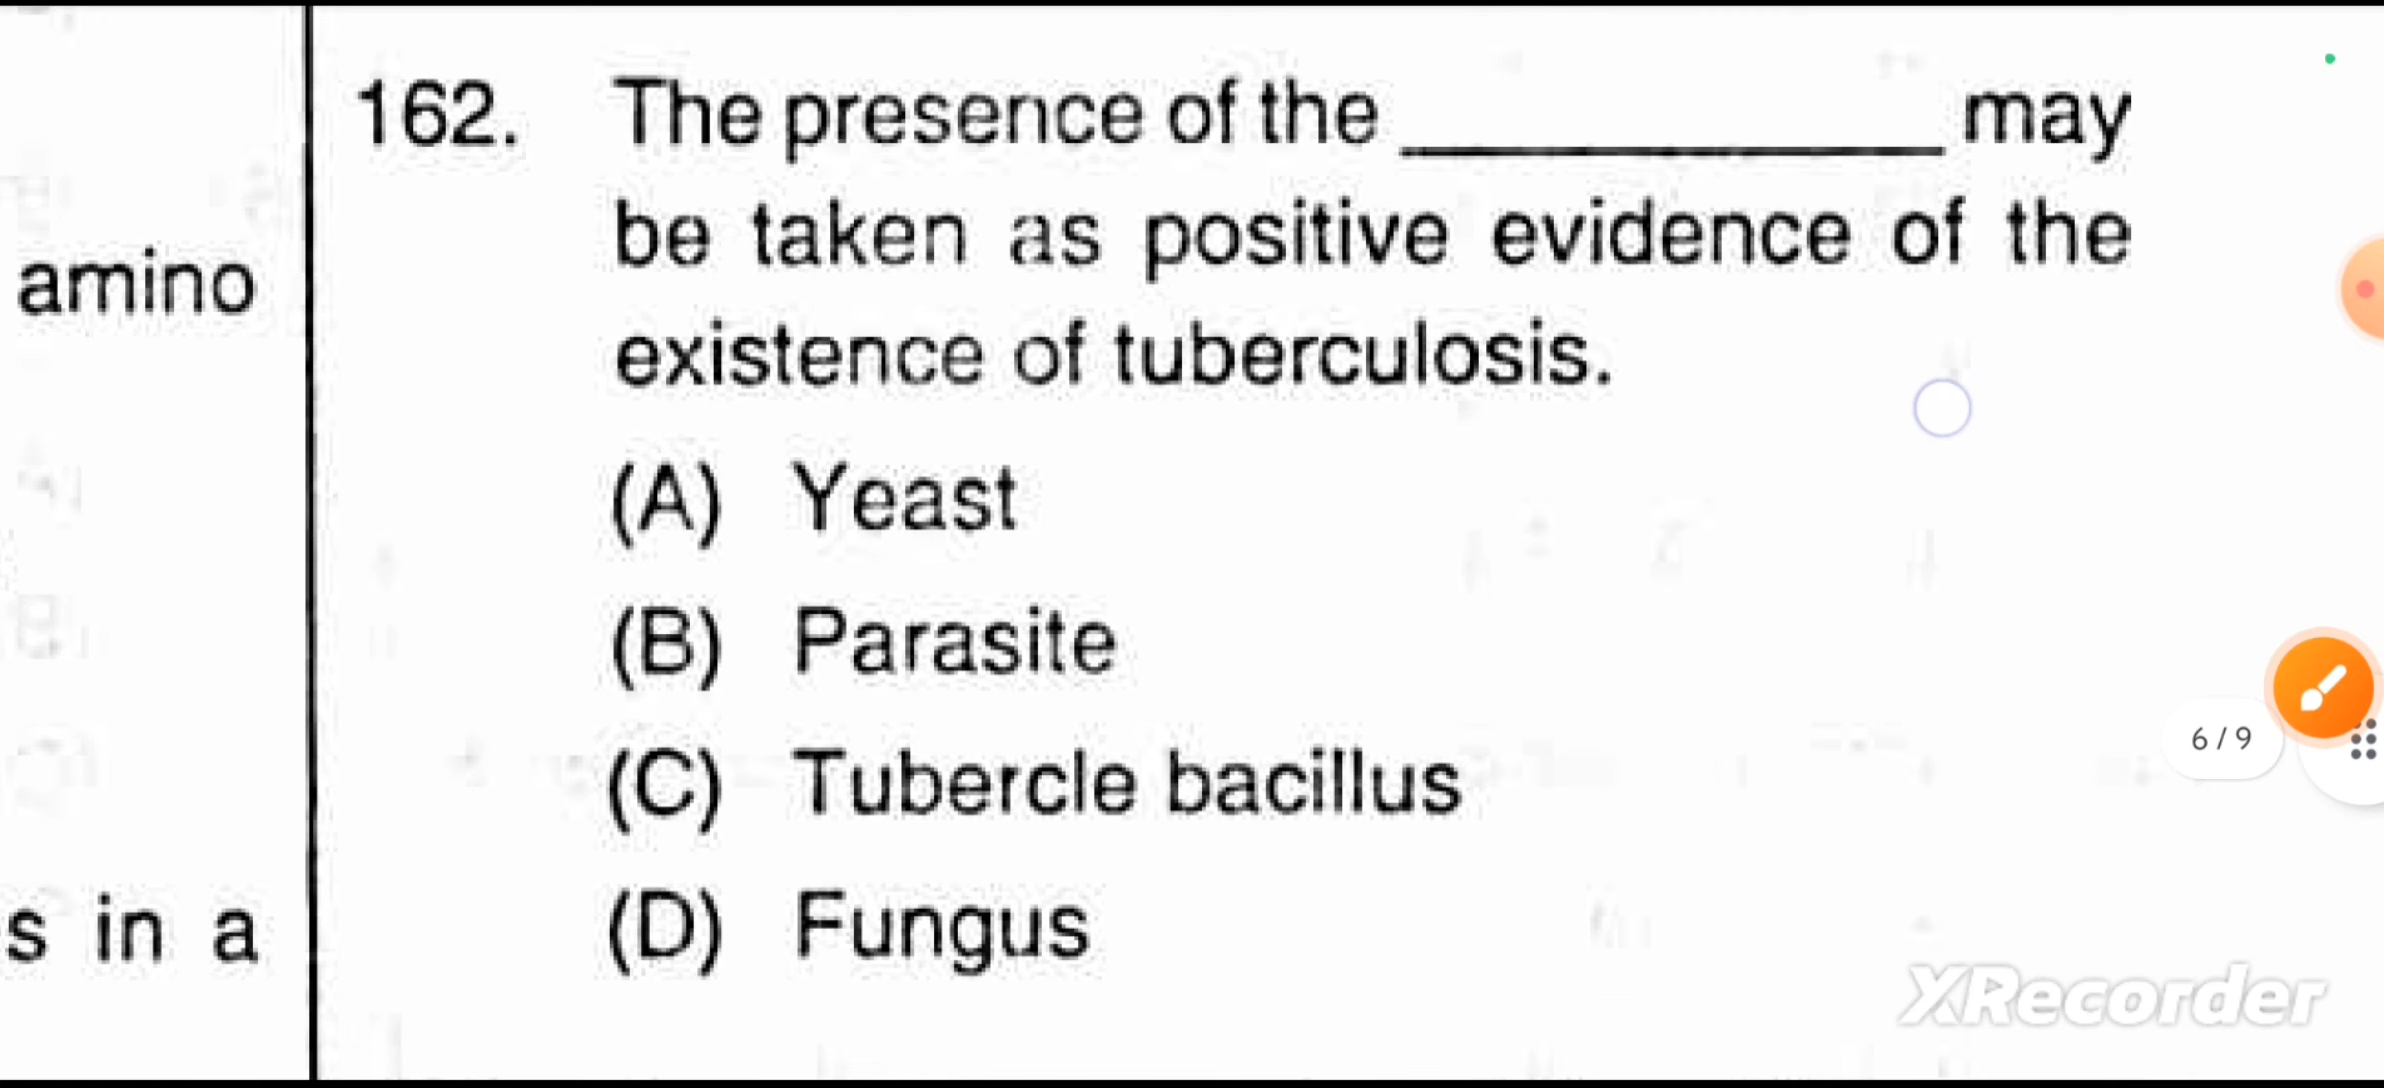 162. The presence of the ____________ may
be taken as positive evidence of the
amino
existence of tuberculosis.
(A) Yeast
(B) Parasite
6/9
(C) Tubercle bacillus
s in a
(D) Fungus
XRecorder